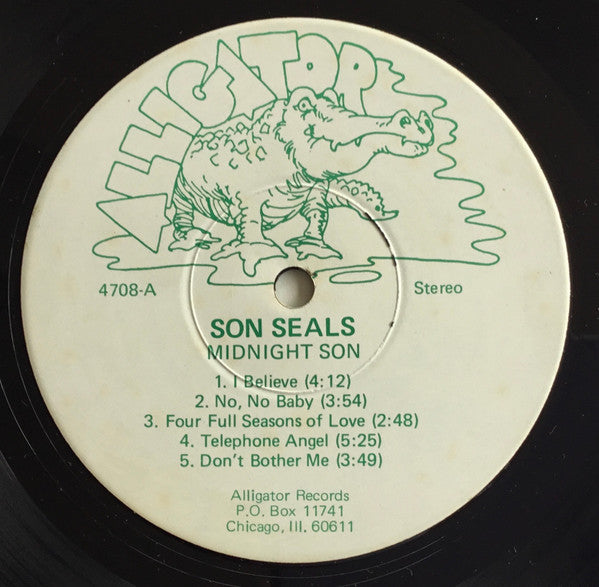 ALLIGATOR
4708-A
Stereo
SON SEALS
MIDNIGHT SON
1. I Believe (4:12)
2. No, No Baby (3:54)
3. Four Full Seasons of Love (2:48)
4. Telephone Angel (5:25)
5. Don't Bother Me (3:49)
Alligator Records
P.O. Box 11741
Chicago, Ill. 60611